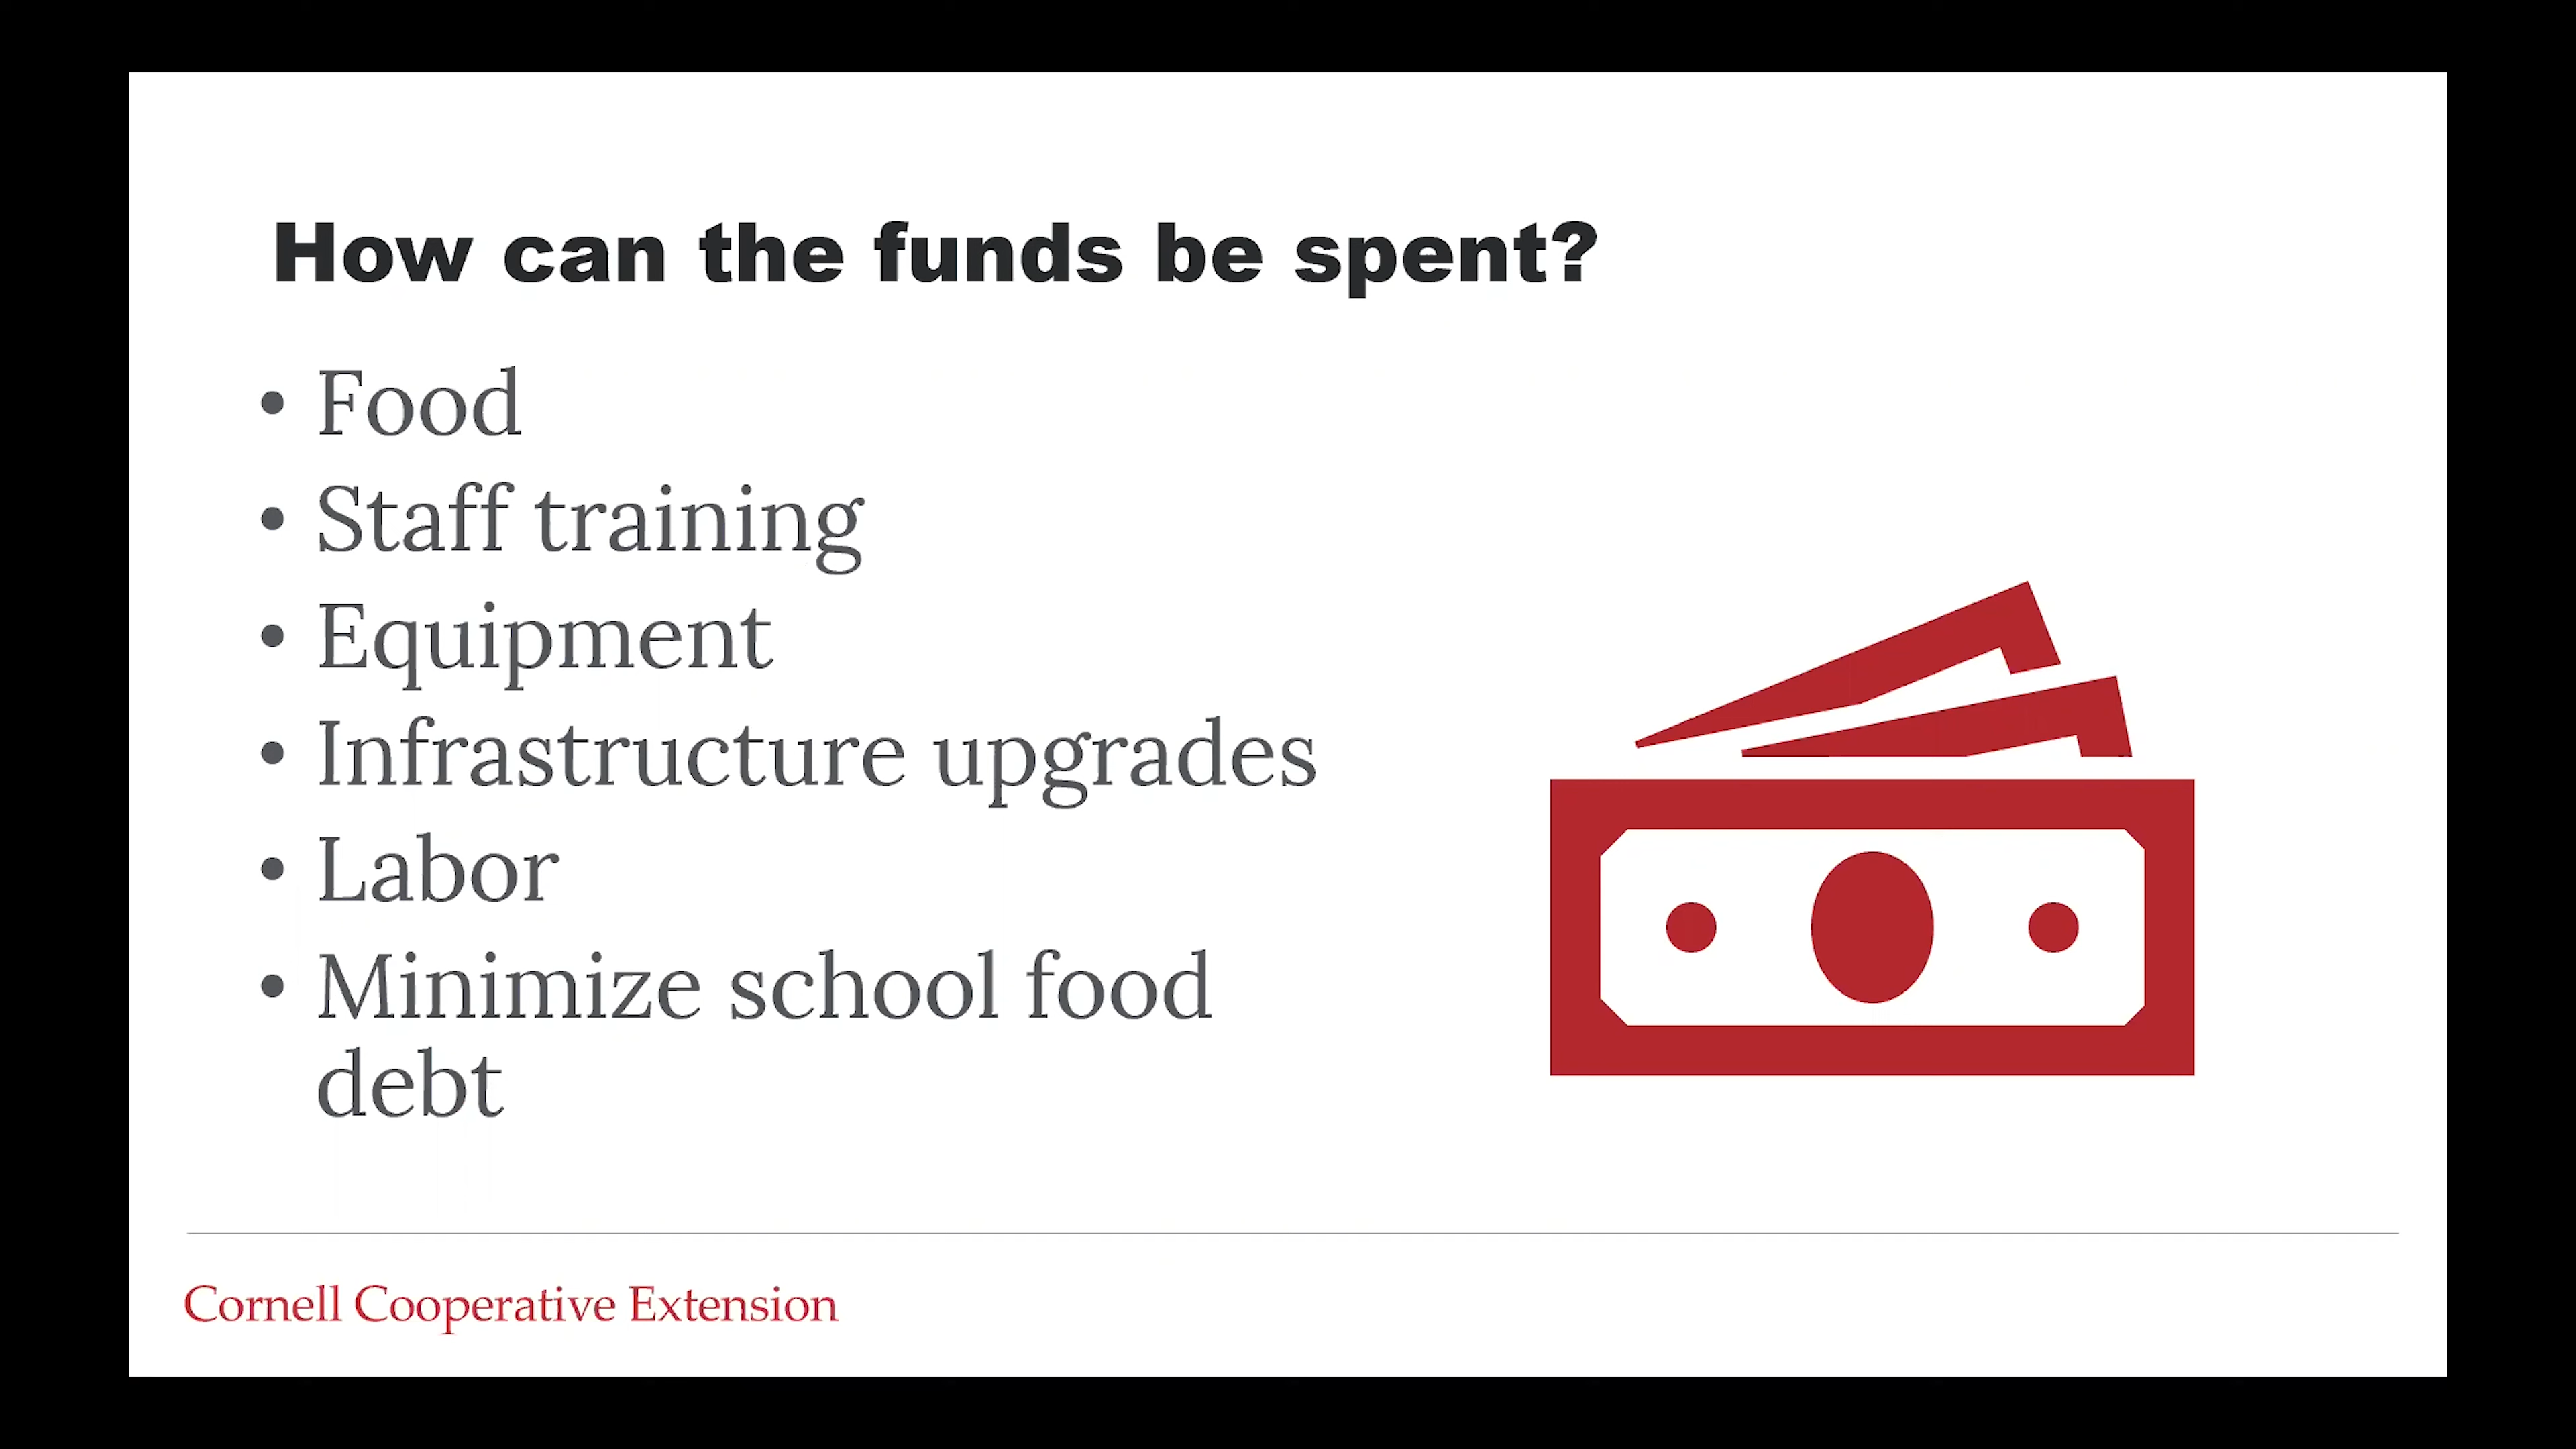 How can the funds be spent?
• Food
• Staff training
• Equipment
• Infrastructure upgrades
• Labor
• Minimize school food
debt
Cornell Cooperative Extension